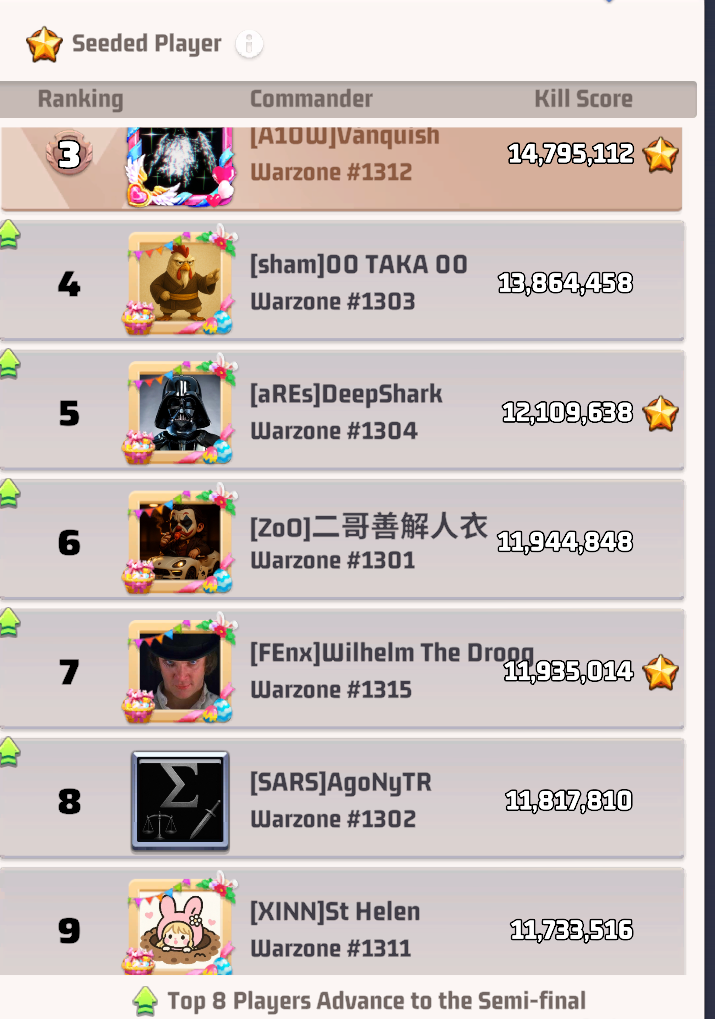 Seeded Player
Ranking Commander Kill Score
3 [A10W]Vanquish 14,795,112
Warzone #1312
4 [sham]OO TAKA OO 13,864,458
Warzone #1303
5 [aREs]DeepShark 12,109,638
Warzone #1304
6 [ZoO]二哥善解人衣 11,944,848
Warzone #1301
7 [FEnx]Wilhelm The Droog 11,935,014
Warzone #1315
8 [SARS]AgoNyTR 11,817,810
Warzone #1302
9 [XINN]St Helen 11,733,516
Warzone #1311
Top 8 Players Advance to the Semi-final